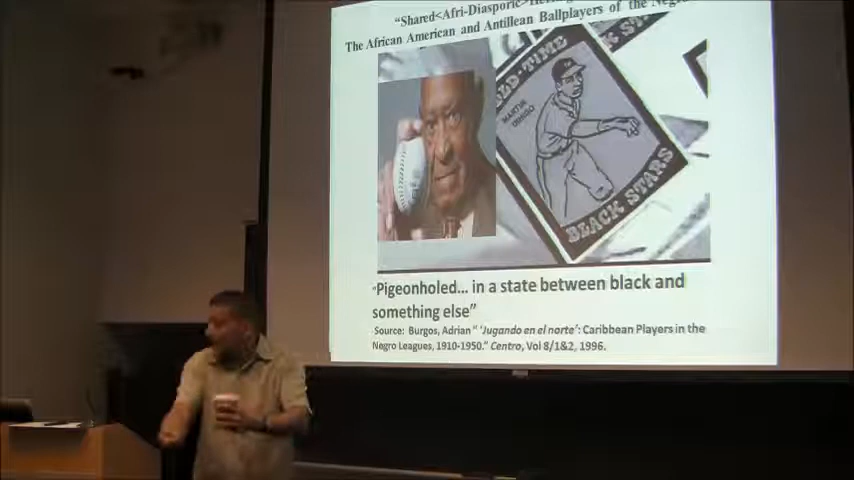 "Shared<Afri-Diasporic>
The African American and Antillean Ballplayers of the
OLD-TIME
K STARS
MARTIN
DIHIGO
BLACK STARS
"Pigeonholed... in a state between black and
something else"
Source: Burgos, Adrian " 'Jugando en el norte': Caribbean Players in the
Negro Leagues, 1910-1950." Centro, Vol 8/1&2, 1996.